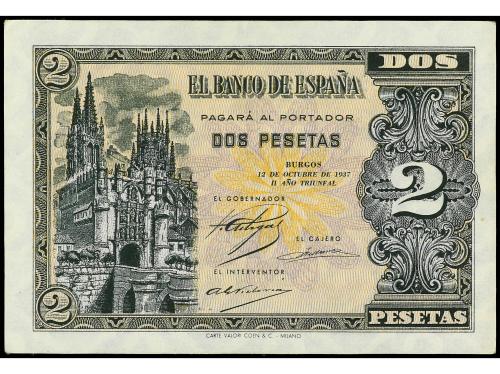 2
DOS
EL BANCO DE ESPAÑA
PAGARÁ AL PORTADOR
DOS PESETAS
BURGOS
12 DE OCTUBRE DE 1937
II AÑO TRIUNFAL
EL GOBERNADOR
2
EL CAJERO
EL INTERVENTOR
2
PESETAS
CARTE VALORI COEN & C. - MILANO